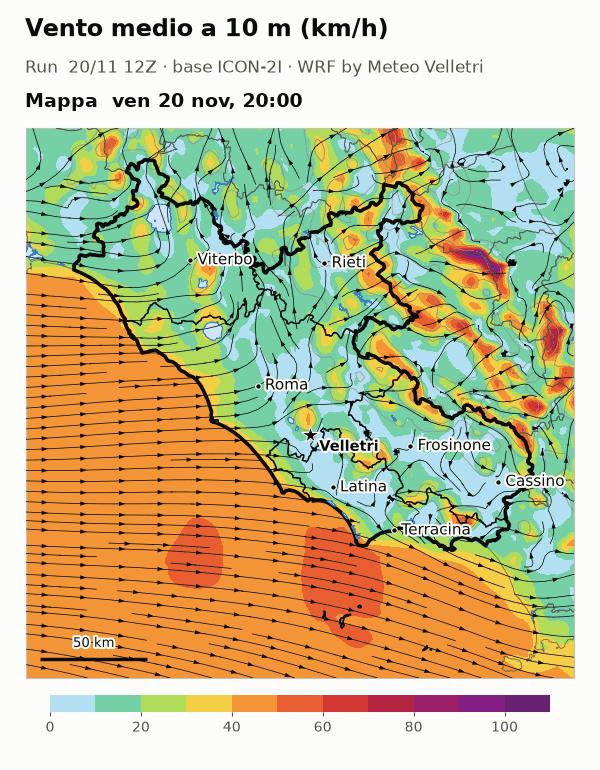 Vento medio a 10 m (km/h)
Run  20/11 12Z · base ICON-2I · WRF by Meteo Velletri
Mappa  ven 20 nov, 20:00
Viterbo
Rieti
Roma
Velletri
Frosinone
Latina
Cassino
Terracina
50 km
0 20 40 60 80 100